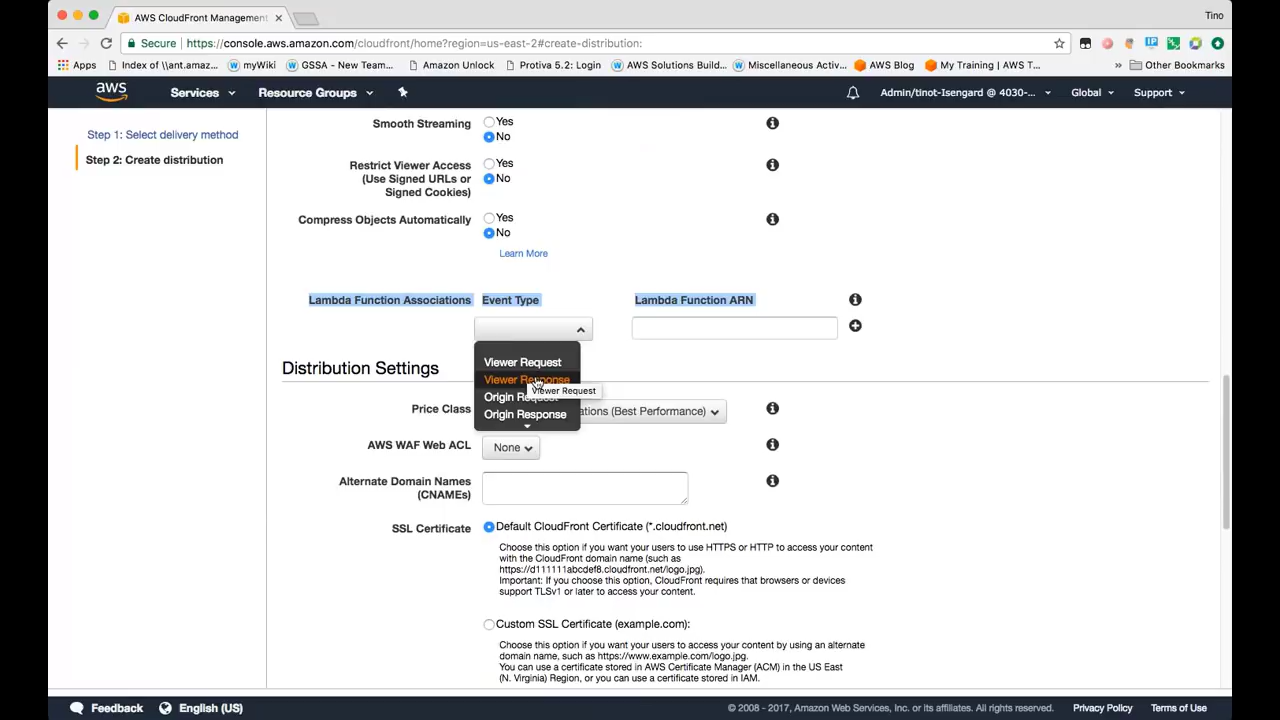 AWS CloudFront Management
Tino
Secure
https://console.aws.amazon.com/cloudfront/home?region=us-east-2#create-distribution:
Apps
Index of \\ant.amaz...
myWiki
GSSA - New Team...
Amazon Unlock
Protiva 5.2: Login
AWS Solutions Buil...
Miscellaneous Activ...
AWS Blog
My Training | AWS T...
Other Bookmarks
aws
Services
Resource Groups
Admin/tinot-Isengard @ 4030-...
Global
Support
Step 1: Select delivery method
Step 2: Create distribution
Smooth Streaming
Yes
No
Restrict Viewer Access
(Use Signed URLs or
Signed Cookies)
Yes
No
Compress Objects Automatically
Yes
No
Learn More
Lambda Function Associations
Event Type
Lambda Function ARN
Viewer Request
Viewer Response
Viewer Request
Origin Request
Origin Response
Distribution Settings
Price Class
ations (Best Performance)
AWS WAF Web ACL
None
Alternate Domain Names
(CNAMEs)
SSL Certificate
Default CloudFront Certificate (*.cloudfront.net)
Choose this option if you want your users to use HTTPS or HTTP to access your content
with the CloudFront domain name (such as
https://d111111abcdef8.cloudfront.net/logo.jpg).
Important: If you choose this option, CloudFront requires that browsers or devices
support TLSv1 or later to access your content.
Custom SSL Certificate (example.com):
Choose this option if you want your users to access your content by using an alternate
domain name, such as https://www.example.com/logo.jpg.
You can use a certificate stored in AWS Certificate Manager (ACM) in the US East
(N. Virginia) Region, or you can use a certificate stored in IAM.
Feedback
English (US)
© 2008 - 2017, Amazon Web Services, Inc. or its affiliates. All rights reserved.
Privacy Policy
Terms of Use